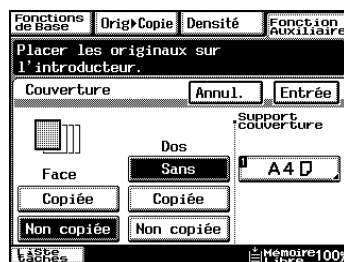 Fonctions
de Base
Orig▸Copie
Densité
Fonction
Auxiliaire
Placer les originaux sur
l'introducteur.
Couverture
Annul.
Entrée
Support
couverture
Dos
Face
Sans
1
A4
Copiée
Copiée
Non copiée
Non copiée
Liste
tâches
Mémoire
Libre
100%